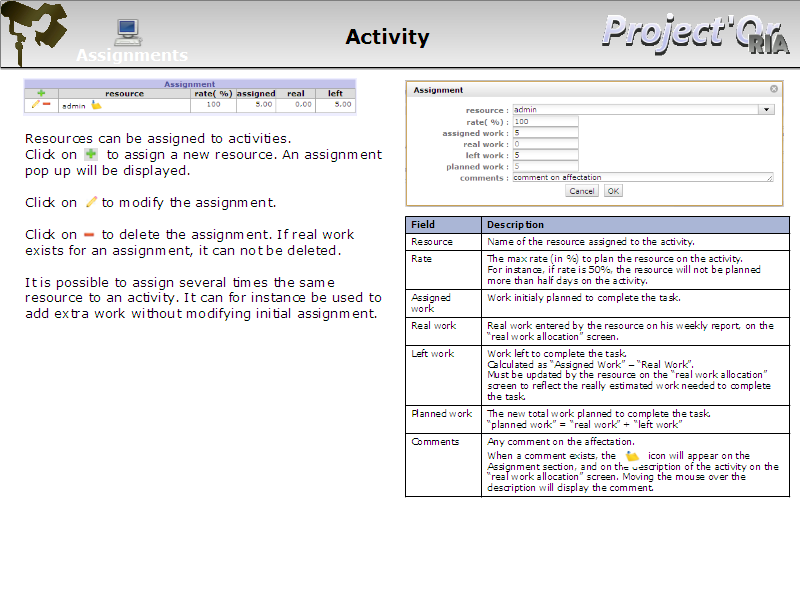 Activity
Project'Or
RIA
Assignments
Assignment
resource rate( %) assigned real left
admin 100 5.00 0.00 5.00
Resources can be assigned to activities.
Click on to assign a new resource. An assignment
pop up will be displayed.
Click on to modify the assignment.
Click on to delete the assignment. If real work
exists for an assignment, it can not be deleted.
It is possible to assign several times the same
resource to an activity. It can for instance be used to
add extra work without modifying initial assignment.
Assignment
resource : admin
rate( %) : 100
assigned work : 5
real work : 0
left work : 5
planned work : 5
comments : comment on affectation
Cancel OK
Field Description
Resource Name of the resource assigned to the activity.
Rate The max rate (in %) to plan the resource on the activity.
For instance, if rate is 50%, the resource will not be planned
more than half days on the activity.
Assigned Work initialy planned to complete the task.
work
Real work Real work entered by the resource on his weekly report, on the
“real work allocation” screen.
Left work Work left to complete the task.
Calculated as “Assigned Work” – “Real Work”.
Must be updated by the resource on the “real work allocation”
screen to reflect the really estimated work needed to complete
the task.
Planned work The new total work planned to complete the task.
“planned work” = “real work” + “left work”
Comments Any comment on the affectation.
When a comment exists, the icon will appear on the
Assignment section, and on the description of the activity on the
“real work allocation” screen. Moving the mouse over the
description will display the comment.